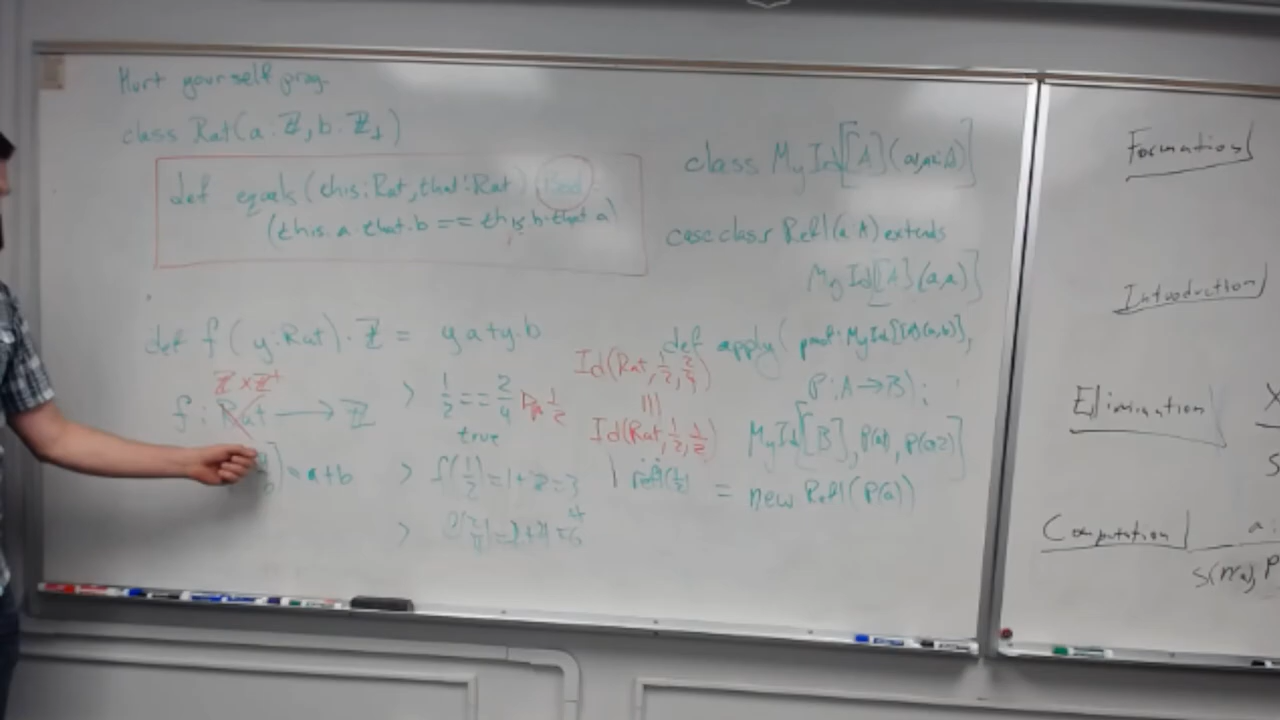 Hurt yourself prog.
class Rat(a:ℤ, b:ℤ₊)
def equals(this:Rat, that:Rat) Bool
(this.a·that.b == this.b·that.a)
def f(y:Rat):ℤ = y.a+y.b
ℤ×ℤ⁺
f: Rat → ℤ
= a+b
> 1/2 == 2/4
true
> f(1/2)=1+2=3
>
Id(Rat, 1/2, 2/4)
|||
Id(Rat, 1/2, 1/2)
refl(1/2)
class MyId[[A](a1,a2:A)]
case class Refl(a:A) extends
MyId[[A](a,a)]
def apply(proof:MyId[[A](a,b)],
P:A→B):
MyId[[B], P(a1), P(a2)]
= new Refl(P(a))
Formation
Introduction
Elimination
Computation